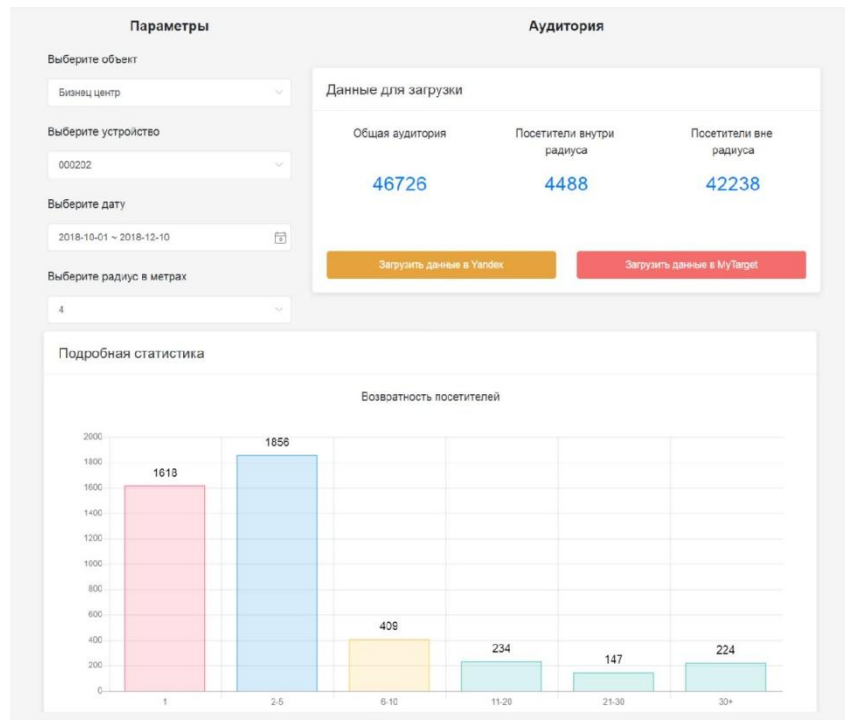 Параметры
Аудитория
Выберите объект
Бизнец центр
Выберите устройство
000202
Выберите дату
2018-10-01 ~ 2018-12-10
Выберите радиус в метрах
4
Данные для загрузки
Общая аудитория
Посетители внутри
радиуса
Посетители вне
радиуса
46726
4488
42238
Загрузить данные в Yandex
Загрузить данные в MyTarget
Подробная статистика
Возвратность посетителей
2000
1800
1600
1400
1200
1000
800
600
400
200
0
1618
1856
409
234
147
224
1
2-5
6-10
11-20
21-30
30+